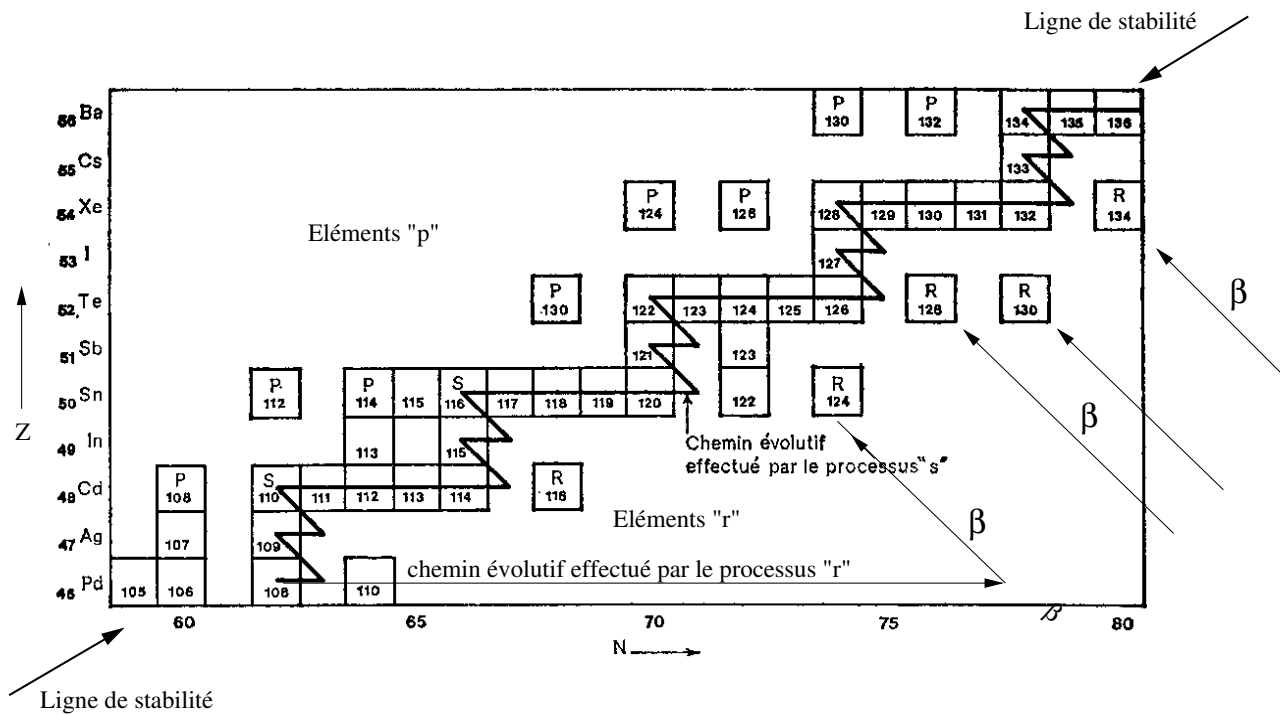 Ligne de stabilité
56 Ba P 130 P 132 134 135 136
55 Cs 133
54 Xe P 124 P 126 128 129 130 131 132 R 134
Eléments "p"
53 I 127
β
52 Te P 130 122 123 124 125 126 R 128 R 130
51 Sb 121 123
50 Sn P 112 P 114 115 S 116 117 118 119 120 122 R 124
Z
β
49 In 113 115
Chemin évolutif
effectué par le processus "s"
48 Cd P 108 S 110 111 112 113 114 R 116
Eléments "r"
β
47 Ag 107 109
chemin évolutif effectué par le processus "r"
46 Pd 105 106 108 110
β
60 65 70 75 80
N
Ligne de stabilité